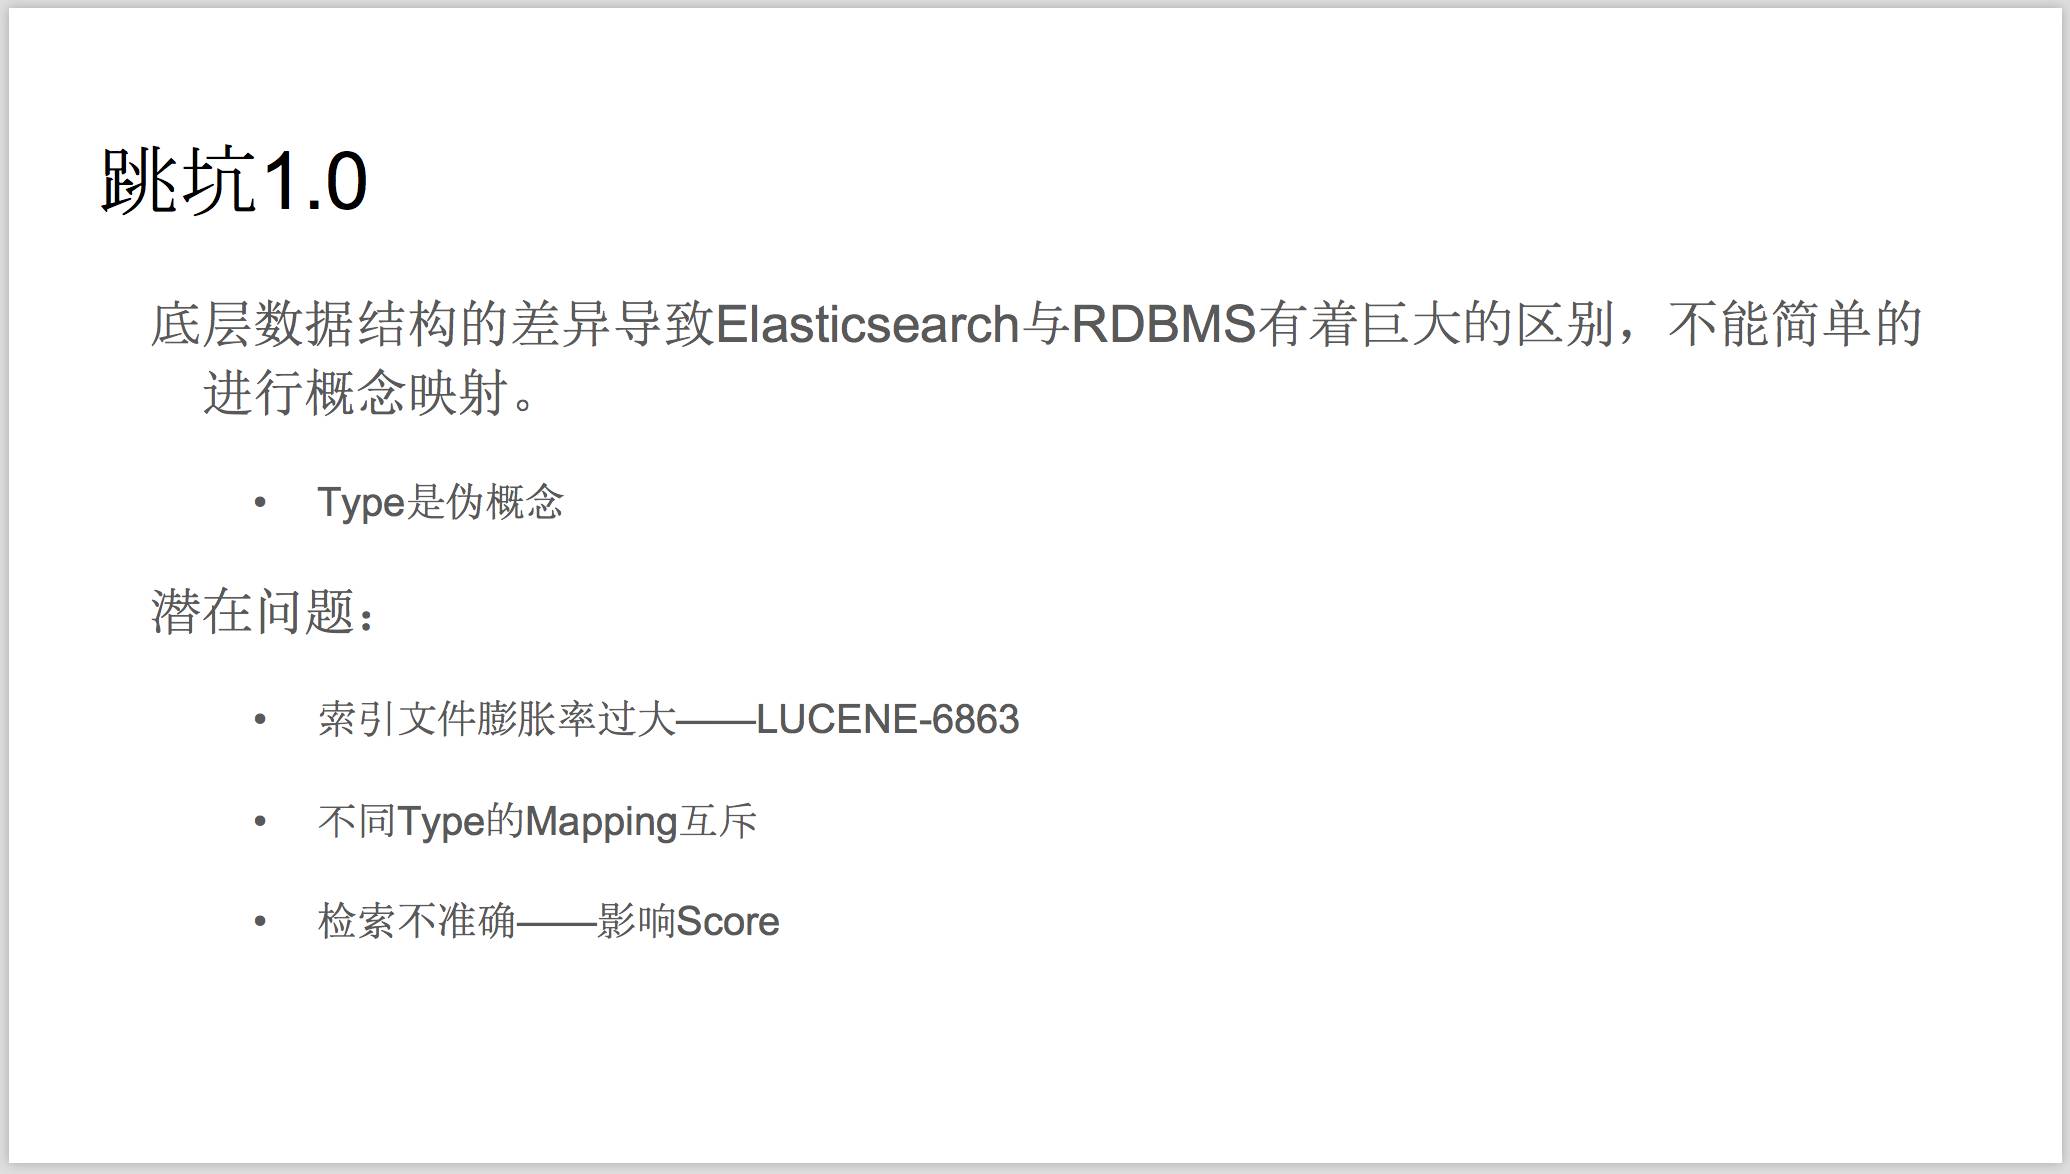 跳坑1.0
底层数据结构的差异导致Elasticsearch与RDBMS有着巨大的区别，不能简单的
进行概念映射。
• Type是伪概念
潜在问题：
• 索引文件膨胀率过大——LUCENE-6863
• 不同Type的Mapping互斥
• 检索不准确——影响Score